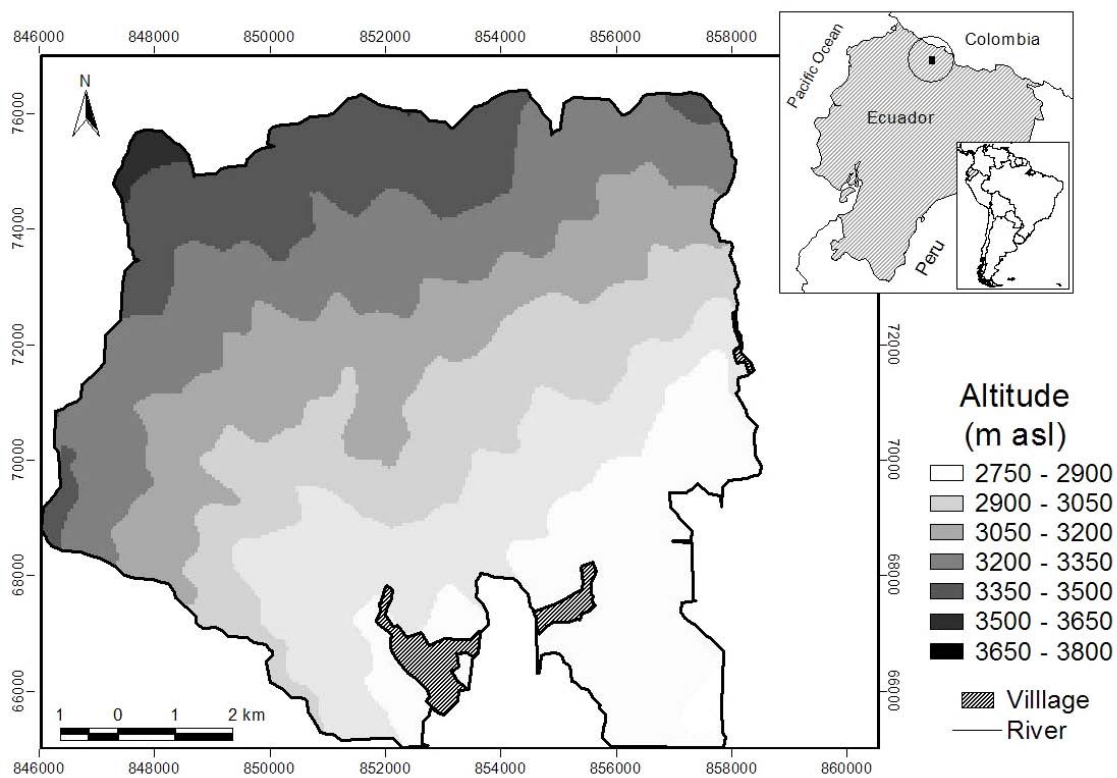 846000 848000 850000 852000 854000 856000 858000
Pacific Ocean
Colombia
Ecuador
Peru
N
76000
74000
72000
70000
68000
66000
72000
70000
68000
66000
Altitude
(m asl)
2750 - 2900
2900 - 3050
3050 - 3200
3200 - 3350
3350 - 3500
3500 - 3650
3650 - 3800
Villlage
River
1 0 1 2 km
846000 848000 850000 852000 854000 856000 858000 860000